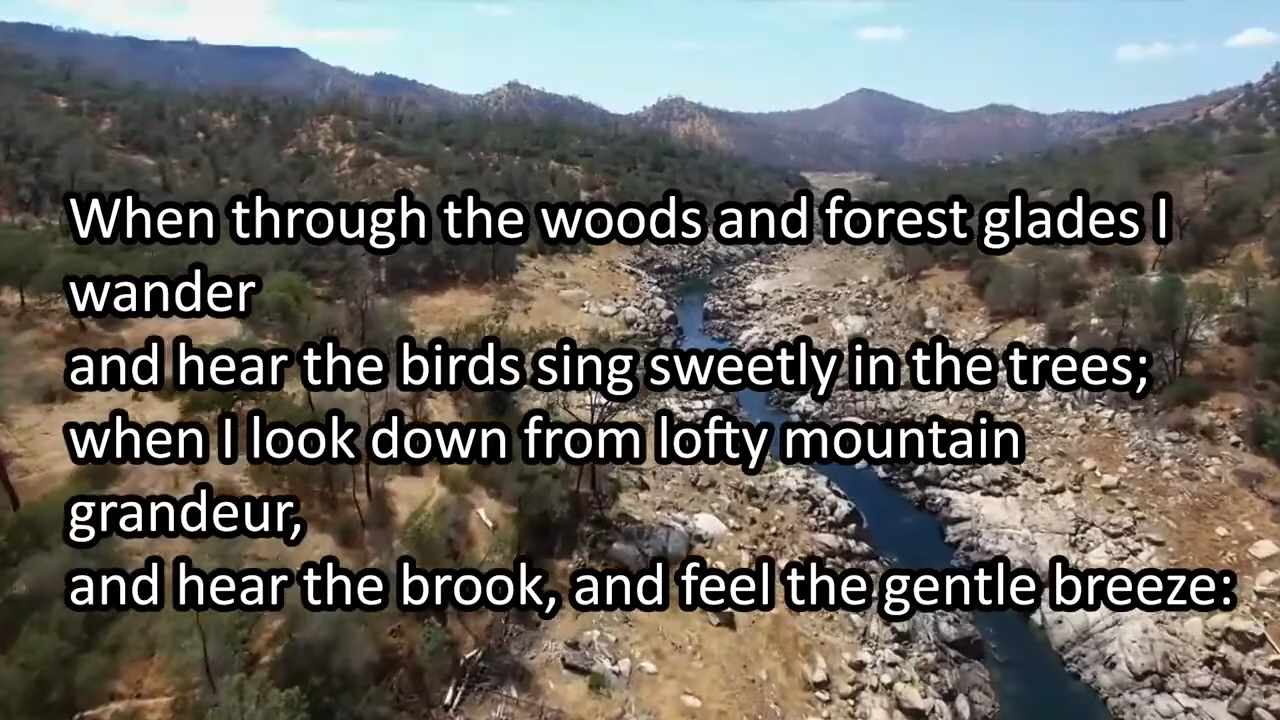 When through the woods and forest glades I
wander
and hear the birds sing sweetly in the trees;
when I look down from lofty mountain
grandeur,
and hear the brook, and feel the gentle breeze: